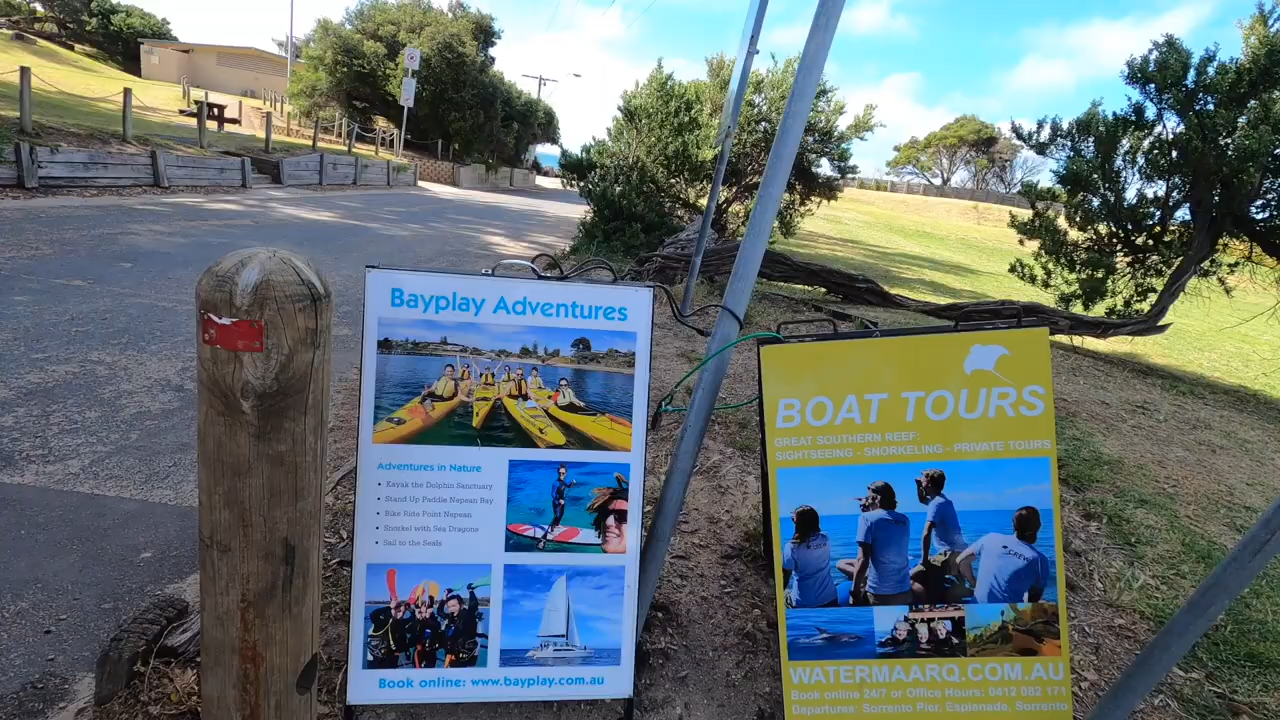 Bayplay Adventures
Adventures in Nature
Kayak the Dolphin Sanctuary
Stand Up Paddle Nepean Bay
Bike Ride Point Nepean
Snorkel with Sea Dragons
Sail to the Seals
Book online: www.bayplay.com.au
BOAT TOURS
GREAT SOUTHERN REEF:
SIGHTSEEING - SNORKELING - PRIVATE TOURS
CREW
WATERMAARQ.COM.AU
Book online 24/7 or Office Hours: 0412 082 171
Departures: Sorrento Pier, Esplanade, Sorrento